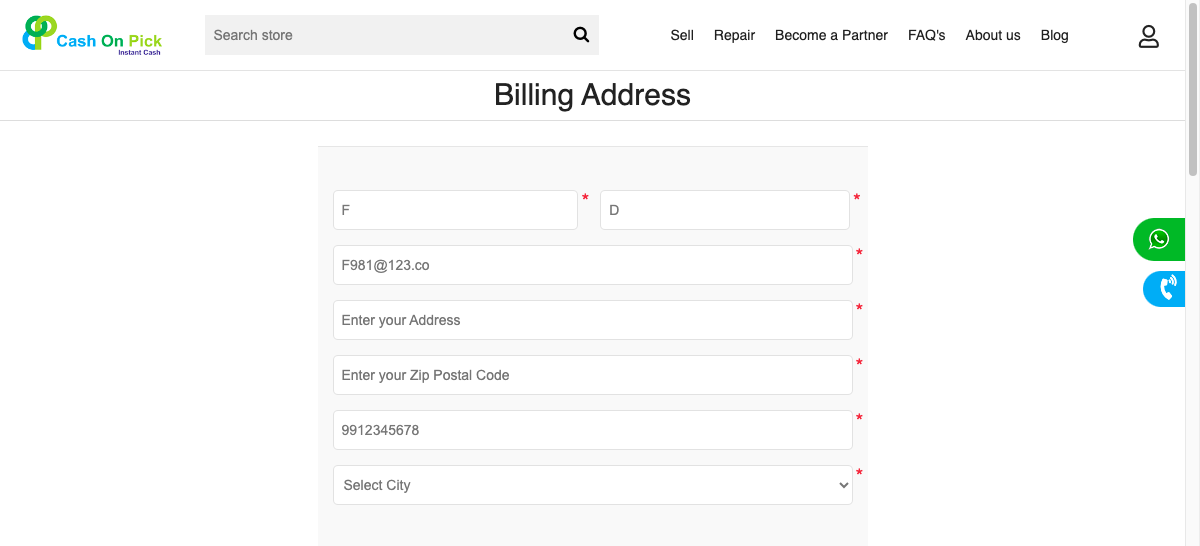 Cash On Pick
Instant Cash
Search store
Sell Repair Become a Partner FAQ's About us Blog
Billing Address
F * D *
F981@123.co *
Enter your Address *
Enter your Zip Postal Code *
9912345678 *
Select City *